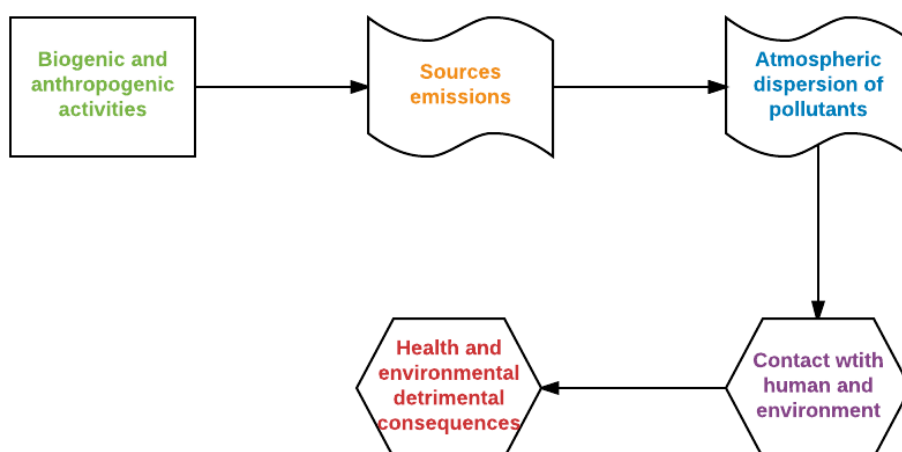 Biogenic and
anthropogenic
activities
Sources
emissions
Atmospheric
dispersion of
pollutants
Contact wtith
human and
environment
Health and
environmental
detrimental
consequences